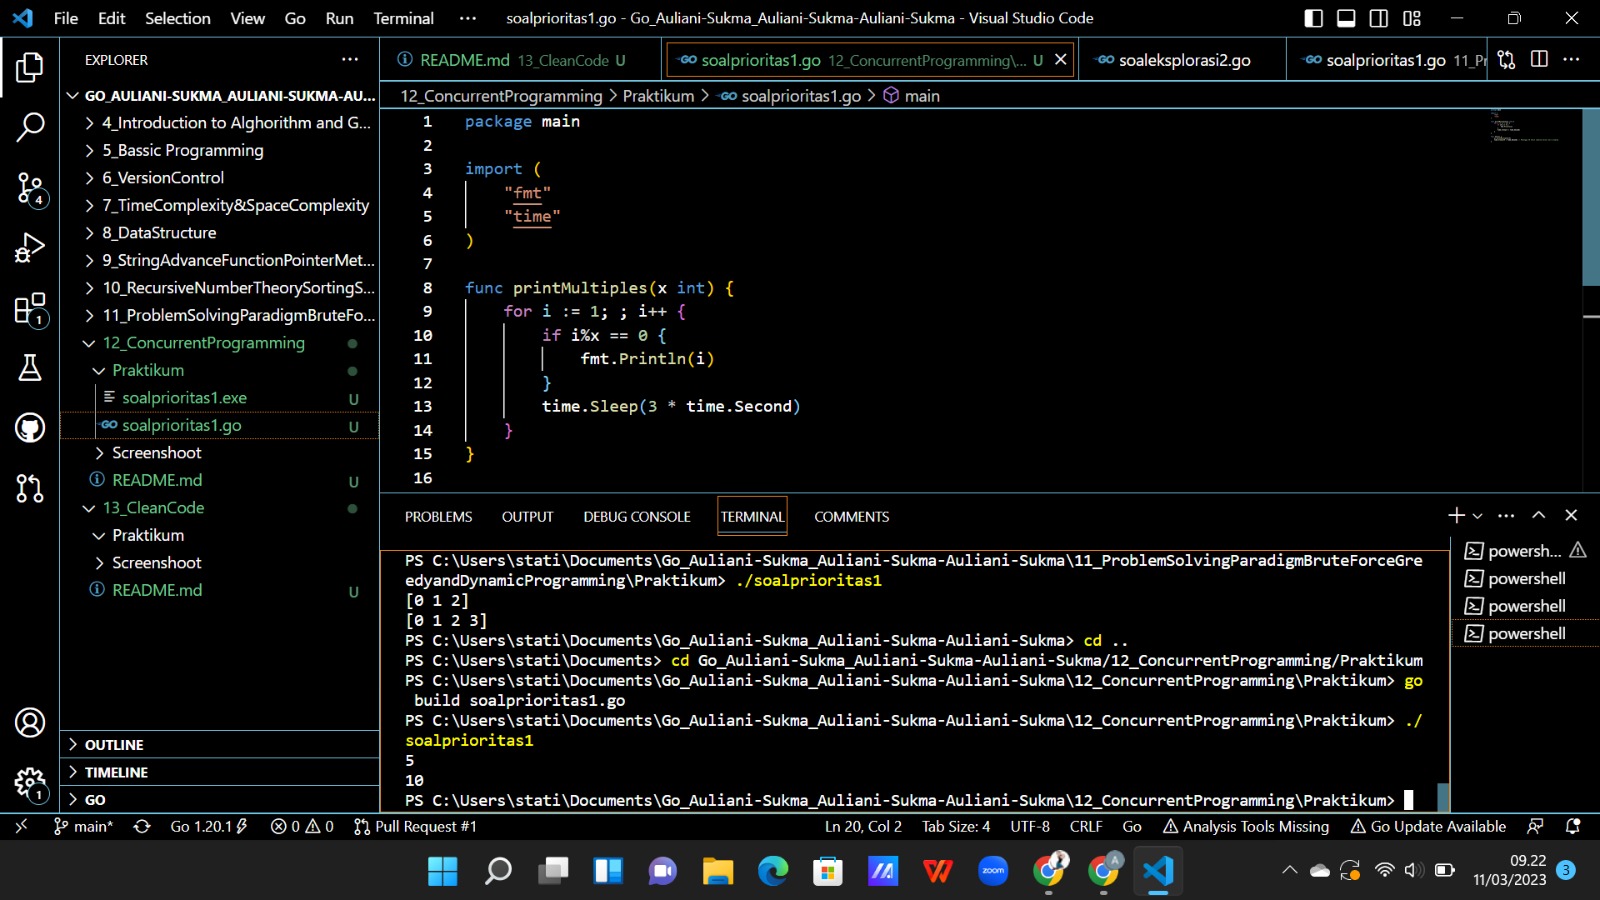 File Edit Selection View Go Run Terminal ··· soalprioritas1.go - Go_Auliani-Sukma_Auliani-Sukma-Auliani-Sukma - Visual Studio Code
EXPLORER ···
GO_AULIANI-SUKMA_AULIANI-SUKMA-AU...
4_Introduction to Alghorithm and G...
5_Bassic Programming
6_VersionControl
7_TimeComplexity&SpaceComplexity
8_DataStructure
9_StringAdvanceFunctionPointerMet...
10_RecursiveNumberTheorySortingS...
11_ProblemSolvingParadigmBruteFo...
12_ConcurrentProgramming
Praktikum
soalprioritas1.exe U
GO soalprioritas1.go U
Screenshoot
README.md U
13_CleanCode
Praktikum
Screenshoot
README.md U
OUTLINE
TIMELINE
GO
4
1
1
README.md 13_CleanCode U
GO soalprioritas1.go 12_ConcurrentProgramming\... U
GO soaleksplorasi2.go
GO soalprioritas1.go 11_Pr
12_ConcurrentProgramming > Praktikum > GO soalprioritas1.go > main
1 package main
2
3 import (
4 "fmt"
5 "time"
6 )
7
8 func printMultiples(x int) {
9 for i := 1; ; i++ {
10 if i%x == 0 {
11 fmt.Println(i)
12 }
13 time.Sleep(3 * time.Second)
14 }
15 }
16
PROBLEMS OUTPUT DEBUG CONSOLE TERMINAL COMMENTS
PS C:\Users\stati\Documents\Go_Auliani-Sukma_Auliani-Sukma-Auliani-Sukma\11_ProblemSolvingParadigmBruteForceGre
edyandDynamicProgramming\Praktikum> ./soalprioritas1
[0 1 2]
[0 1 2 3]
PS C:\Users\stati\Documents\Go_Auliani-Sukma_Auliani-Sukma-Auliani-Sukma> cd ..
PS C:\Users\stati\Documents> cd Go_Auliani-Sukma_Auliani-Sukma-Auliani-Sukma/12_ConcurrentProgramming/Praktikum
PS C:\Users\stati\Documents\Go_Auliani-Sukma_Auliani-Sukma-Auliani-Sukma\12_ConcurrentProgramming\Praktikum> go
build soalprioritas1.go
PS C:\Users\stati\Documents\Go_Auliani-Sukma_Auliani-Sukma-Auliani-Sukma\12_ConcurrentProgramming\Praktikum> ./
soalprioritas1
5
10
PS C:\Users\stati\Documents\Go_Auliani-Sukma_Auliani-Sukma-Auliani-Sukma\12_ConcurrentProgramming\Praktikum>
powersh...
powershell
powershell
powershell
main* Go 1.20.1 0 0 Pull Request #1 Ln 20, Col 2 Tab Size: 4 UTF-8 CRLF Go Analysis Tools Missing Go Update Available
zoom
A
09.22
11/03/2023
3